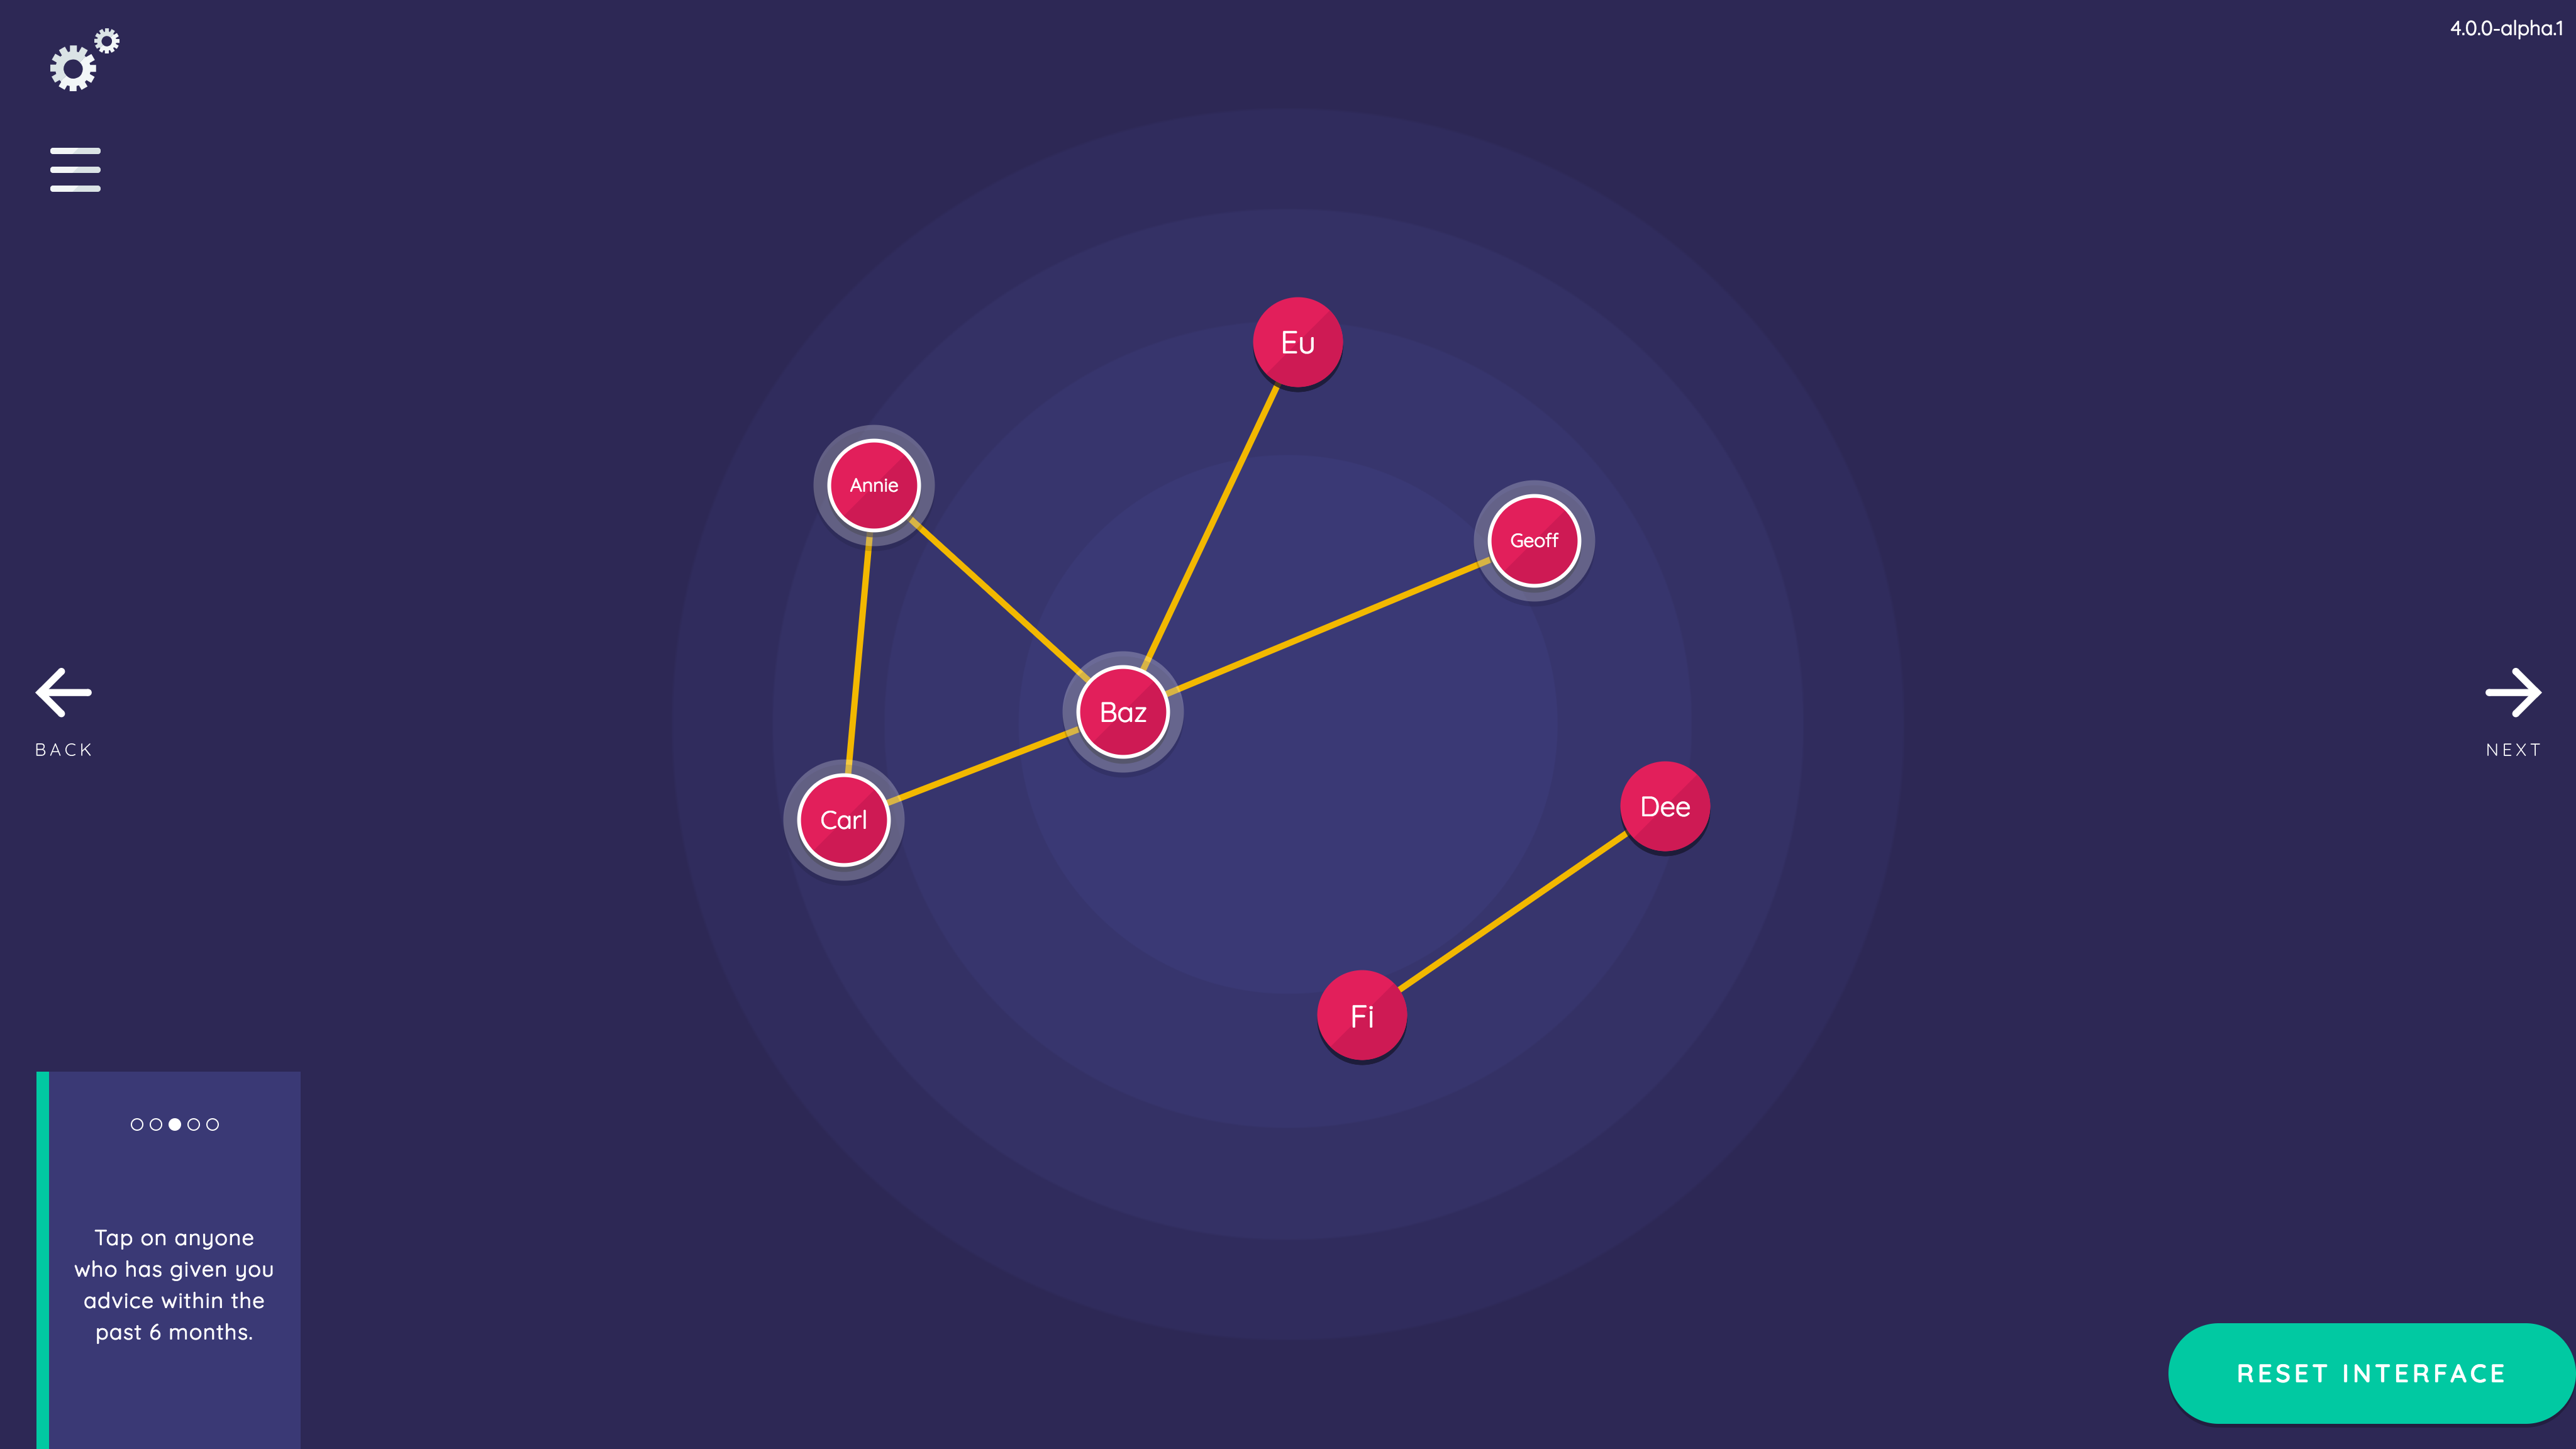 4.0.0-alpha.1
Eu
Annie
Geoff
Baz
BACK
NEXT
Carl
Dee
Fi
Tap on anyone
who has given you
advice within the
past 6 months.
RESET INTERFACE